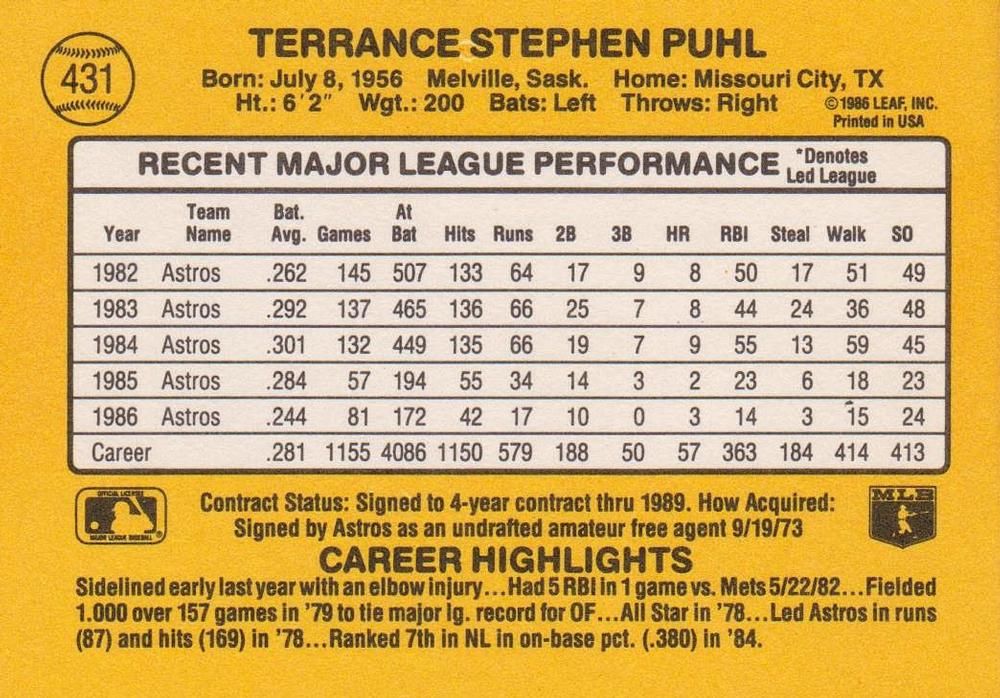 431
TERRANCE STEPHEN PUHL
Born: July 8, 1956 Melville, Sask. Home: Missouri City, TX
Ht.: 6'2" Wgt.: 200 Bats: Left Throws: Right
©1986 LEAF, INC.
Printed in USA
RECENT MAJOR LEAGUE PERFORMANCE
*Denotes
Led League
Year Team Name Bat. Avg. Games At Bat Hits Runs 2B 3B HR RBI Steal Walk SO
1982 Astros .262 145 507 133 64 17 9 8 50 17 51 49
1983 Astros .292 137 465 136 66 25 7 8 44 24 36 48
1984 Astros .301 132 449 135 66 19 7 9 55 13 59 45
1985 Astros .284 57 194 55 34 14 3 2 23 6 18 23
1986 Astros .244 81 172 42 17 10 0 3 14 3 15 24
Career .281 1155 4086 1150 579 188 50 57 363 184 414 413
OFFICIAL LICENSEE
MAJOR LEAGUE BASEBALL®
MLB
Contract Status: Signed to 4-year contract thru 1989. How Acquired:
Signed by Astros as an undrafted amateur free agent 9/19/73
CAREER HIGHLIGHTS
Sidelined early last year with an elbow injury...Had 5 RBI in 1 game vs. Mets 5/22/82...Fielded
1.000 over 157 games in '79 to tie major lg. record for OF...All Star in '78...Led Astros in runs
(87) and hits (169) in '78...Ranked 7th in NL in on-base pct. (.380) in '84.